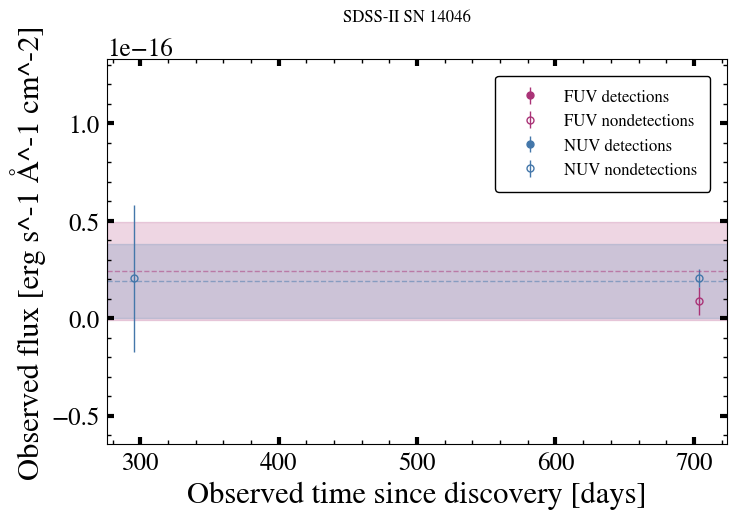 SDSS-II SN 14046
1e−16
FUV detections
FUV nondetections
NUV detections
NUV nondetections
1.0
0.5
0.0
−0.5
Observed flux [erg s^-1 Å^-1 cm^-2]
300 400 500 600 700
Observed time since discovery [days]